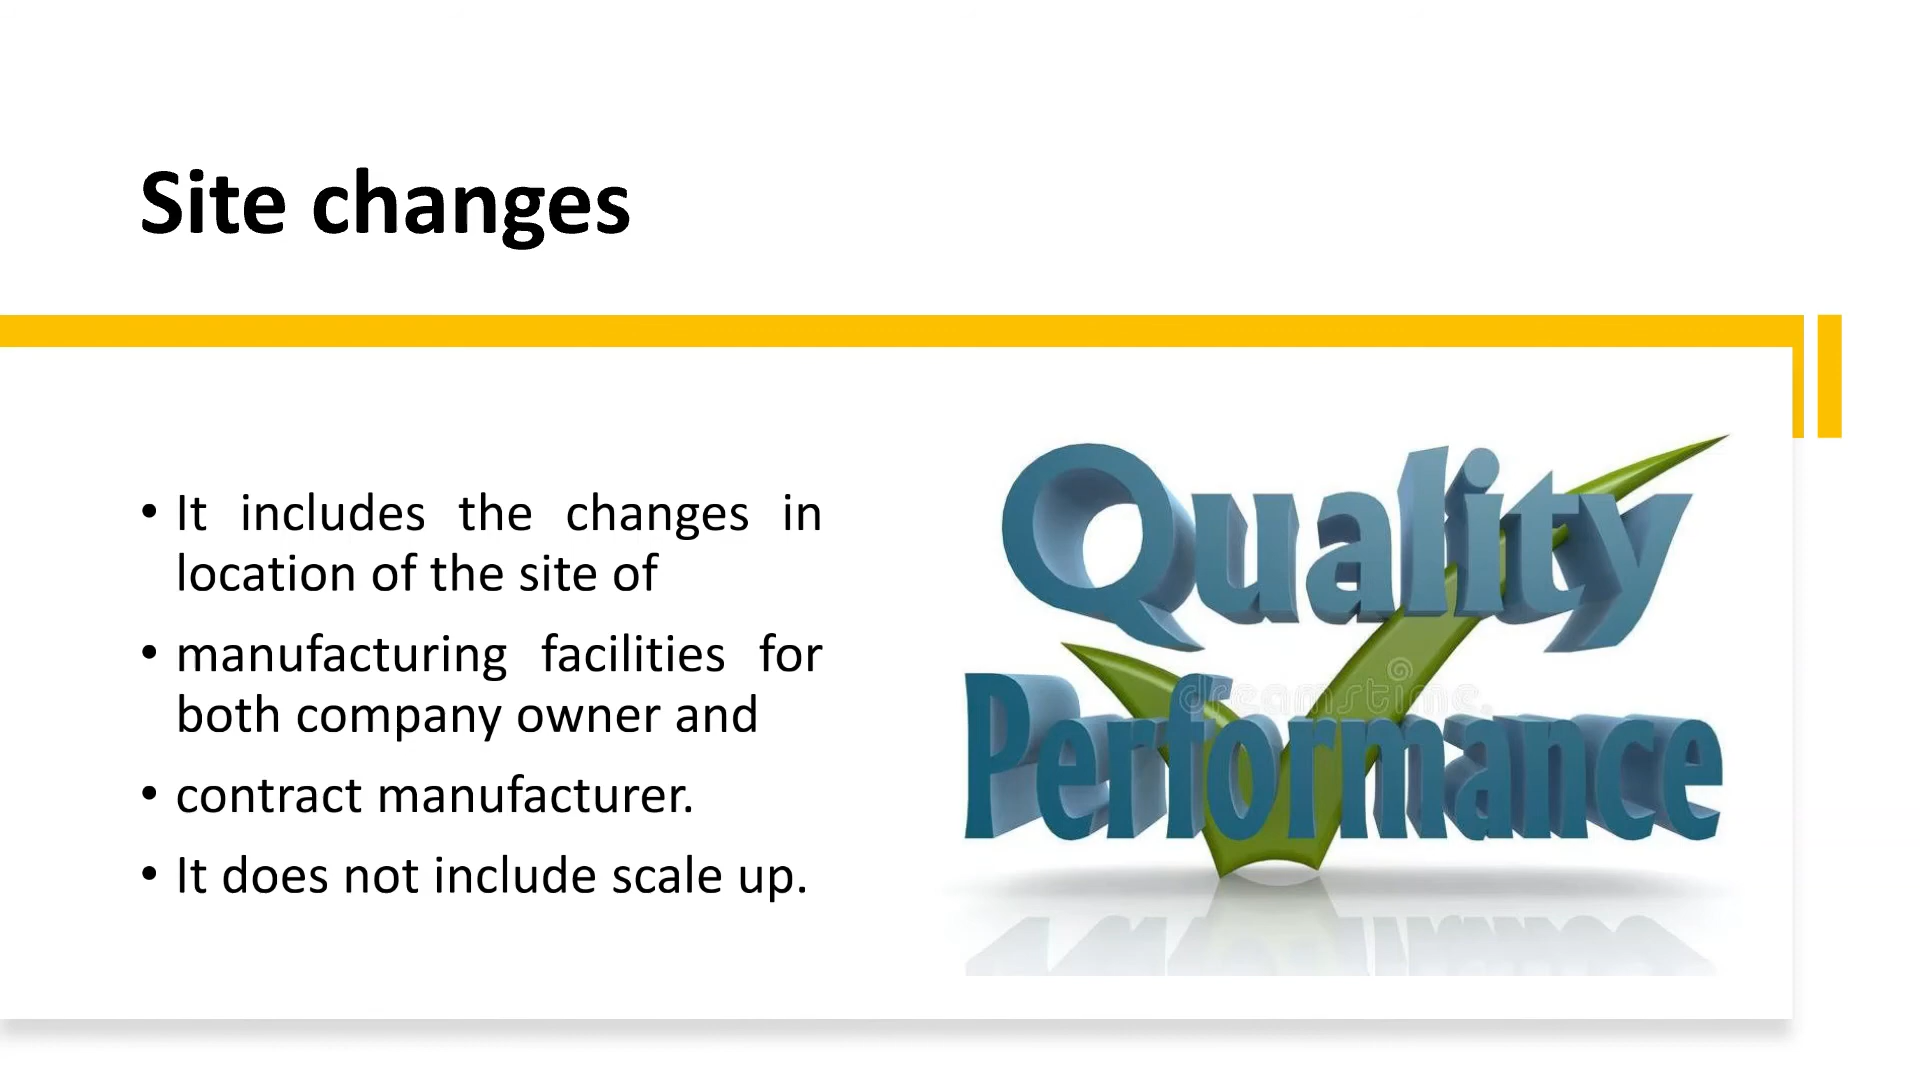 Site changes
• It includes the changes in
location of the site of
• manufacturing facilities for
both company owner and
• contract manufacturer.
• It does not include scale up.
Quality
dreamstime.
Performance